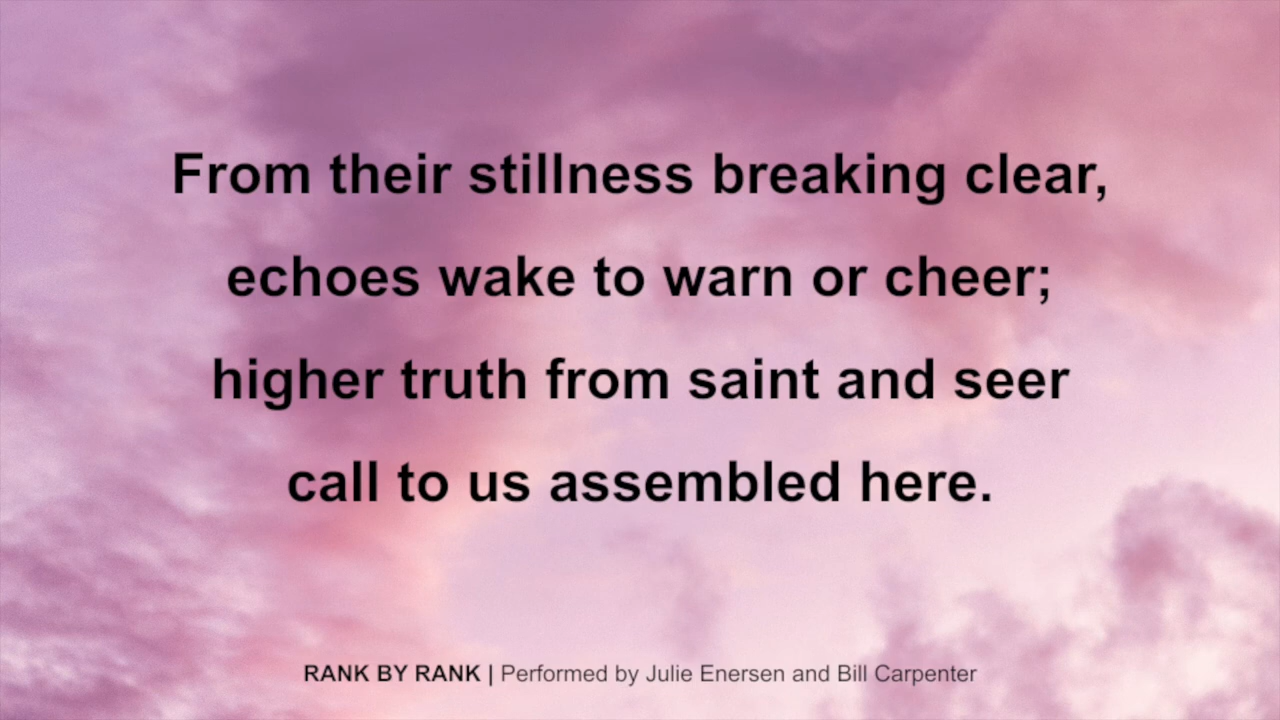 From their stillness breaking clear,
echoes wake to warn or cheer;
higher truth from saint and seer
call to us assembled here.
RANK BY RANK | Performed by Julie Enersen and Bill Carpenter